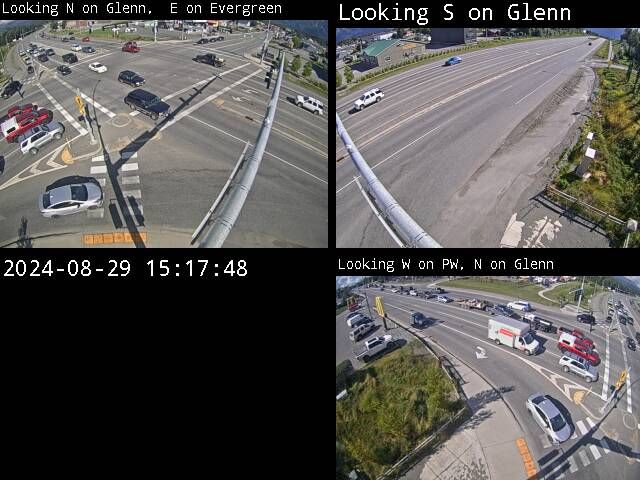 Looking N on Glenn, E on Evergreen
Looking S on Glenn
2024-08-29 15:17:48
Looking W on PW, N on Glenn